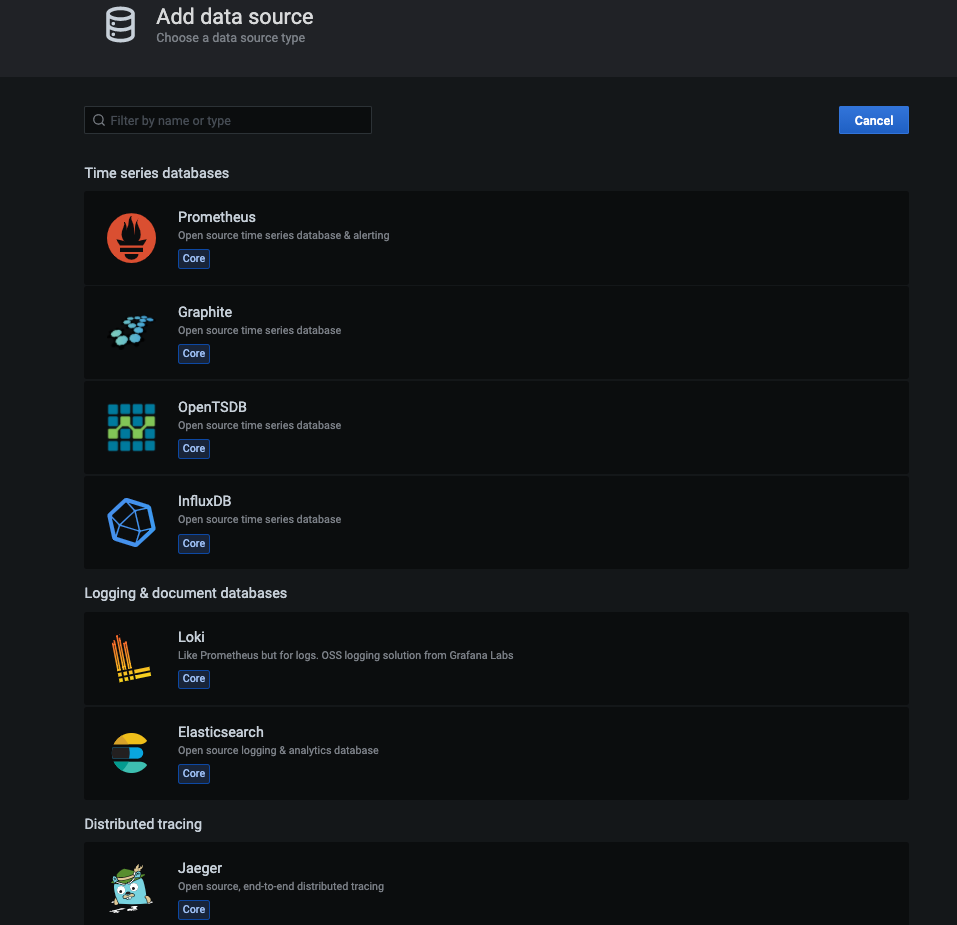 Add data source
Choose a data source type
Filter by name or type
Cancel
Time series databases
Prometheus
Open source time series database & alerting
Core
Graphite
Open source time series database
Core
OpenTSDB
Open source time series database
Core
InfluxDB
Open source time series database
Core
Logging & document databases
Loki
Like Prometheus but for logs. OSS logging solution from Grafana Labs
Core
Elasticsearch
Open source logging & analytics database
Core
Distributed tracing
Jaeger
Open source, end-to-end distributed tracing
Core